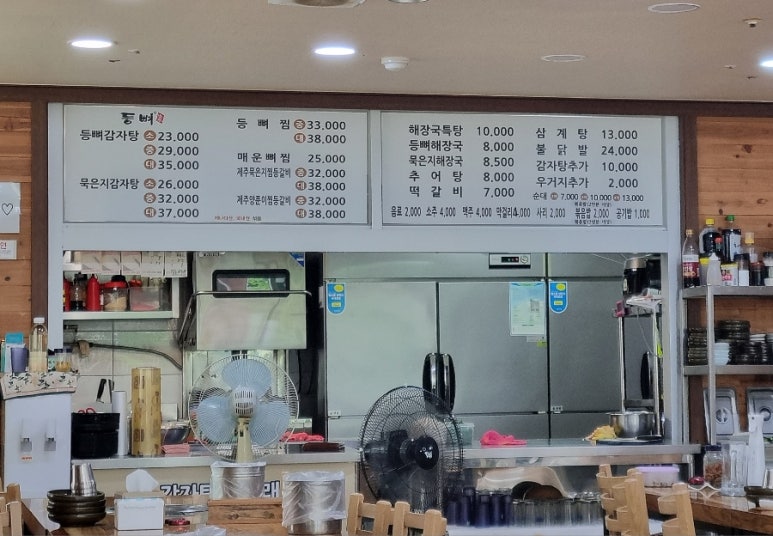 등뼈
등뼈감자탕 소 23,000
중 29,000
대 35,000
묵은지감자탕 소 26,000
중 32,000
대 37,000
등 뼈 찜 중 33,000
대 38,000
매운뼈찜 25,000
제주묵은지찜등갈비 중 32,000
대 38,000
제주양푼이찜등갈비 중 32,000
대 38,000
해장국특탕 10,000
등뼈해장국 8,000
묵은지해장국 8,500
추 어 탕 8,000
떡 갈 비 7,000
삼 계 탕 13,000
불 닭 발 24,000
감자탕추가 10,000
우거지추가 2,000
순대 7,000 10,000 13,000
음료 2,000 소주 4,000 맥주 4,000 막걸리 4,000 사리 2,000 볶음밥 2,000 공기밥 1,000